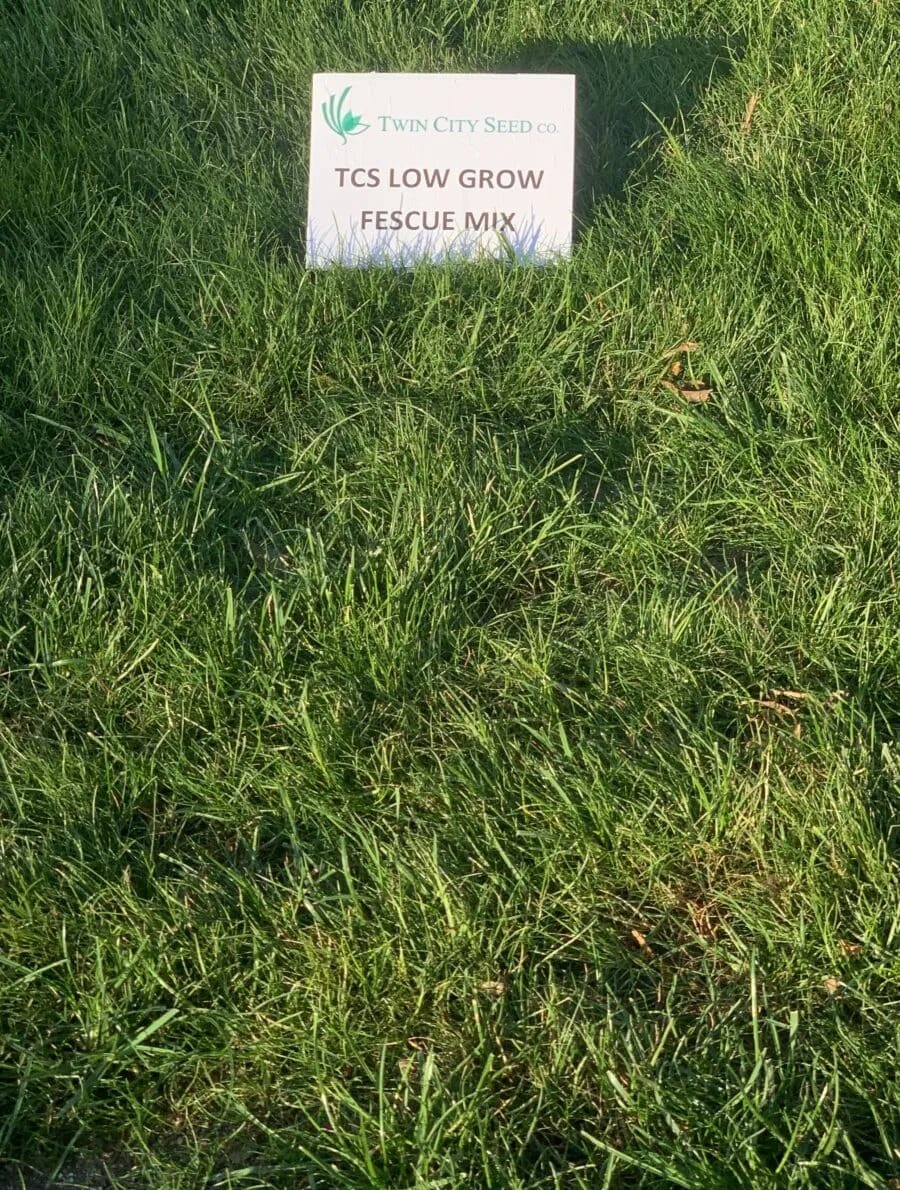 Twin City Seed co.
TCS LOW GROW
FESCUE MIX